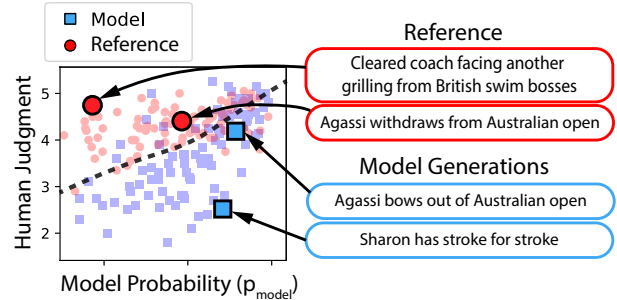 Model
Reference
Reference
Cleared coach facing another
grilling from British swim bosses
Agassi withdraws from Australian open
Model Generations
Agassi bows out of Australian open
Sharon has stroke for stroke
Human Judgment
5
4
3
2
Model Probability (p_model)